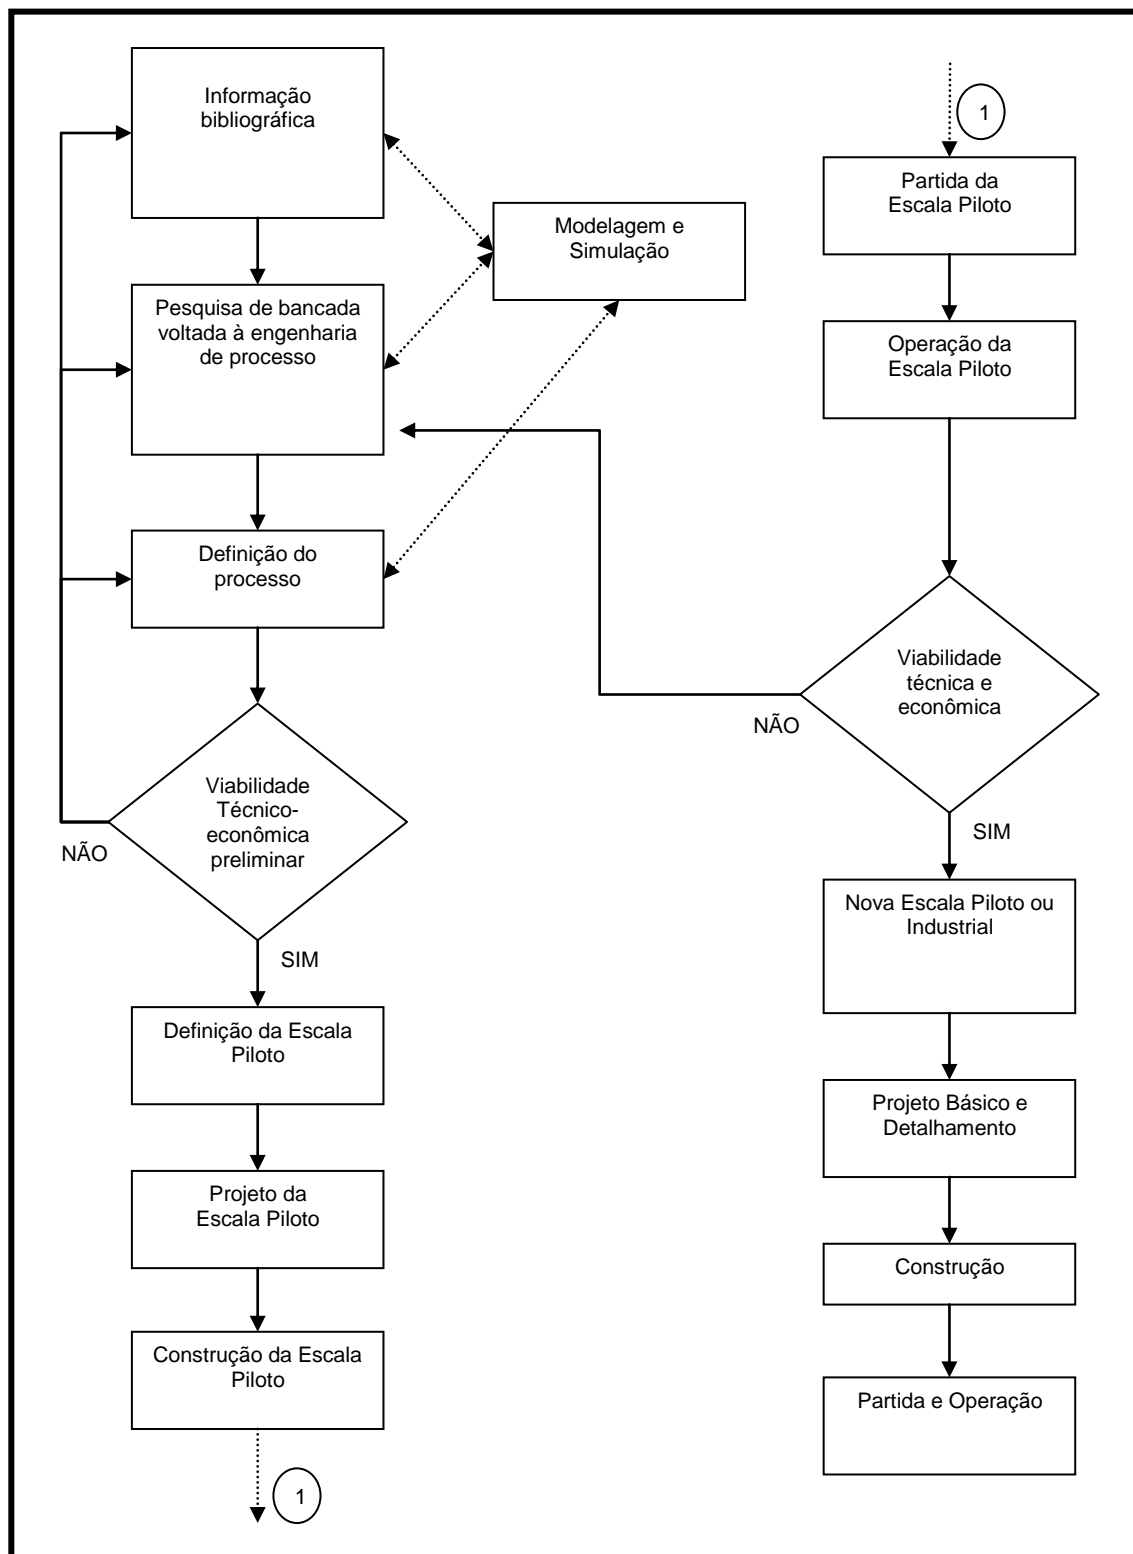 Informação
bibliográfica
Modelagem e
Simulação
Pesquisa de bancada
voltada à engenharia
de processo
Definição do
processo
Viabilidade
Técnico-
econômica
preliminar
NÃO
SIM
Definição da Escala
Piloto
Projeto da
Escala Piloto
Construção da Escala
Piloto
1
1
Partida da
Escala Piloto
Operação da
Escala Piloto
Viabilidade
técnica e
econômica
NÃO
SIM
Nova Escala Piloto ou
Industrial
Projeto Básico e
Detalhamento
Construção
Partida e Operação